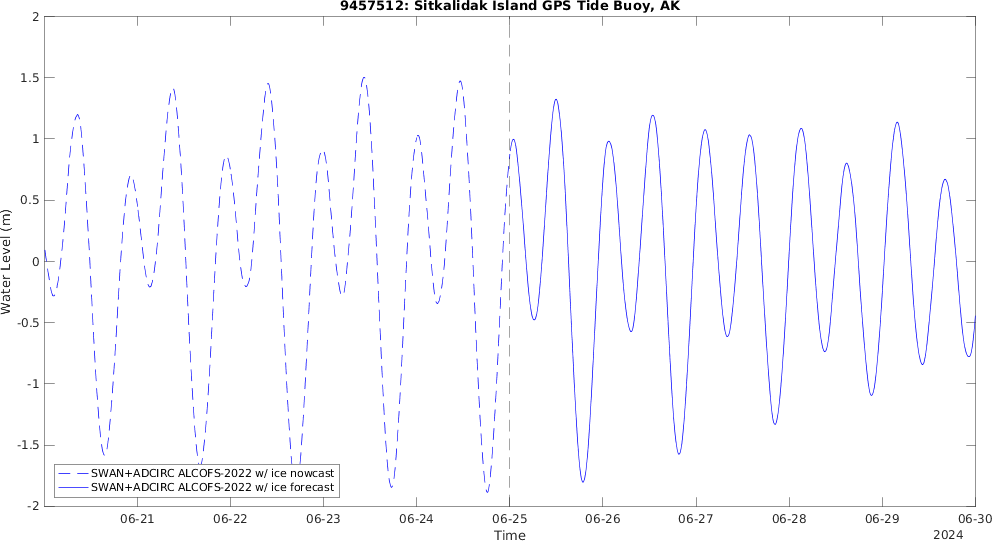 9457512: Sitkalidak Island GPS Tide Buoy, AK
2
1.5
1
0.5
0
-0.5
-1
-1.5
-2
Water Level (m)
SWAN+ADCIRC ALCOFS-2022 w/ ice nowcast
SWAN+ADCIRC ALCOFS-2022 w/ ice forecast
06-21 06-22 06-23 06-24 06-25 06-26 06-27 06-28 06-29 06-30
Time
2024